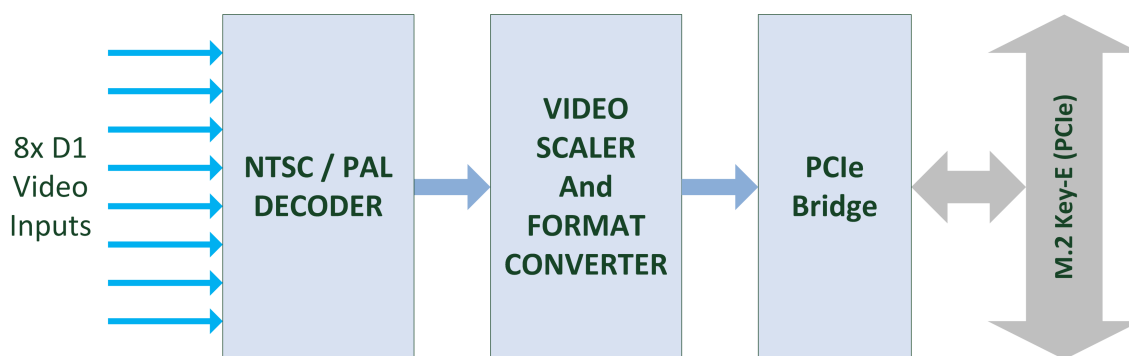 8x D1
Video
Inputs
NTSC / PAL
DECODER
VIDEO
SCALER
And
FORMAT
CONVERTER
PCIe
Bridge
M.2 Key-E (PCIe)